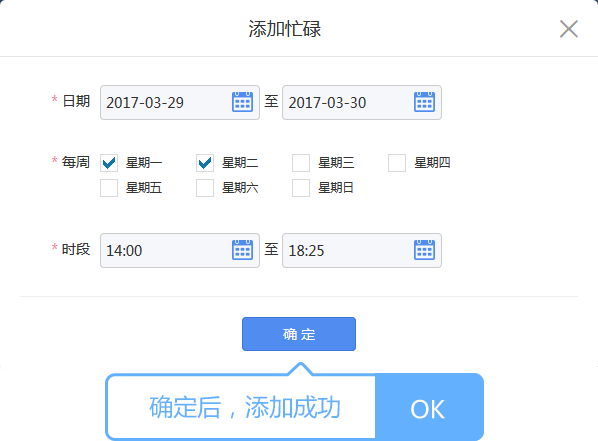 添加忙碌
* 日期 2017-03-29 至 2017-03-30
* 每周 星期一 星期二 星期三 星期四
星期五 星期六 星期日
* 时段 14:00 至 18:25
确 定
确定后，添加成功 OK